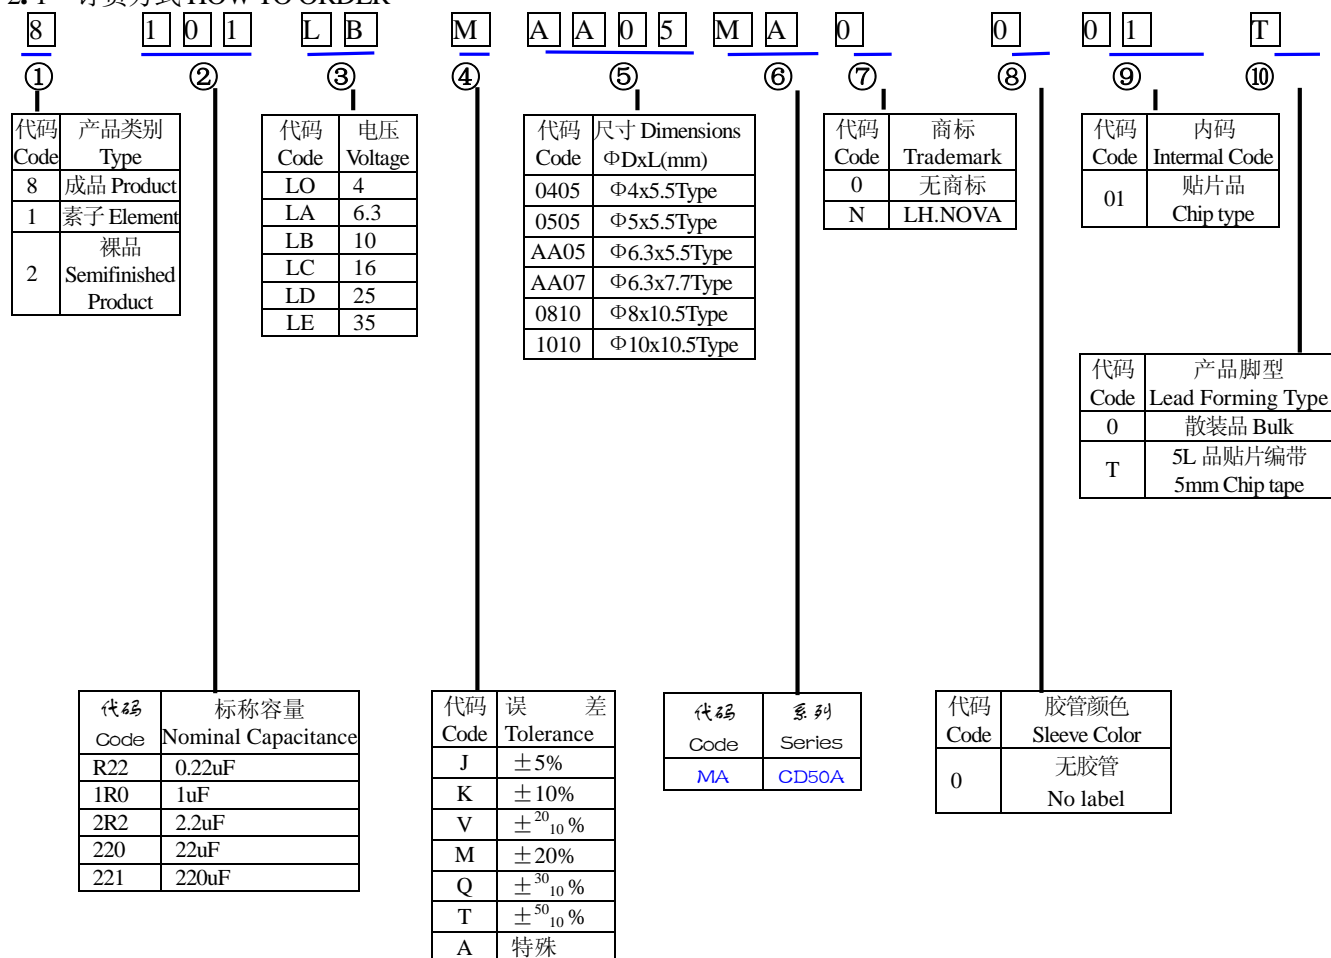 2. 1 订货方式 HOW TO ORDER
8 1 0 1 L B M A A 0 5 M A 0 0 0 1 T
① ② ③ ④ ⑤ ⑥ ⑦ ⑧ ⑨ ⑩
代码 产品类别
Code Type
8 成品 Product
1 素子 Element
2 裸品 Semifinished Product
代码 电压
Code Voltage
LO 4
LA 6.3
LB 10
LC 16
LD 25
LE 35
代码 尺寸 Dimensions
Code ΦDxL(mm)
0405 Φ4x5.5Type
0505 Φ5x5.5Type
AA05 Φ6.3x5.5Type
AA07 Φ6.3x7.7Type
0810 Φ8x10.5Type
1010 Φ10x10.5Type
代码 商标
Code Trademark
0 无商标
N LH.NOVA
代码 内码
Code Intermal Code
01 贴片品
Chip type
代码 产品脚型
Code Lead Forming Type
0 散装品 Bulk
T 5L 品贴片编带
5mm Chip tape
代码 标称容量
Code Nominal Capacitance
R22 0.22uF
1R0 1uF
2R2 2.2uF
220 22uF
221 220uF
代码 误 差
Code Tolerance
J ±5%
K ±10%
V ±20 10 %
M ±20%
Q ±30 10 %
T ±50 10 %
A 特殊
代码 系列
Code Series
MA CD50A
代码 胶管颜色
Code Sleeve Color
0 无胶管
No label